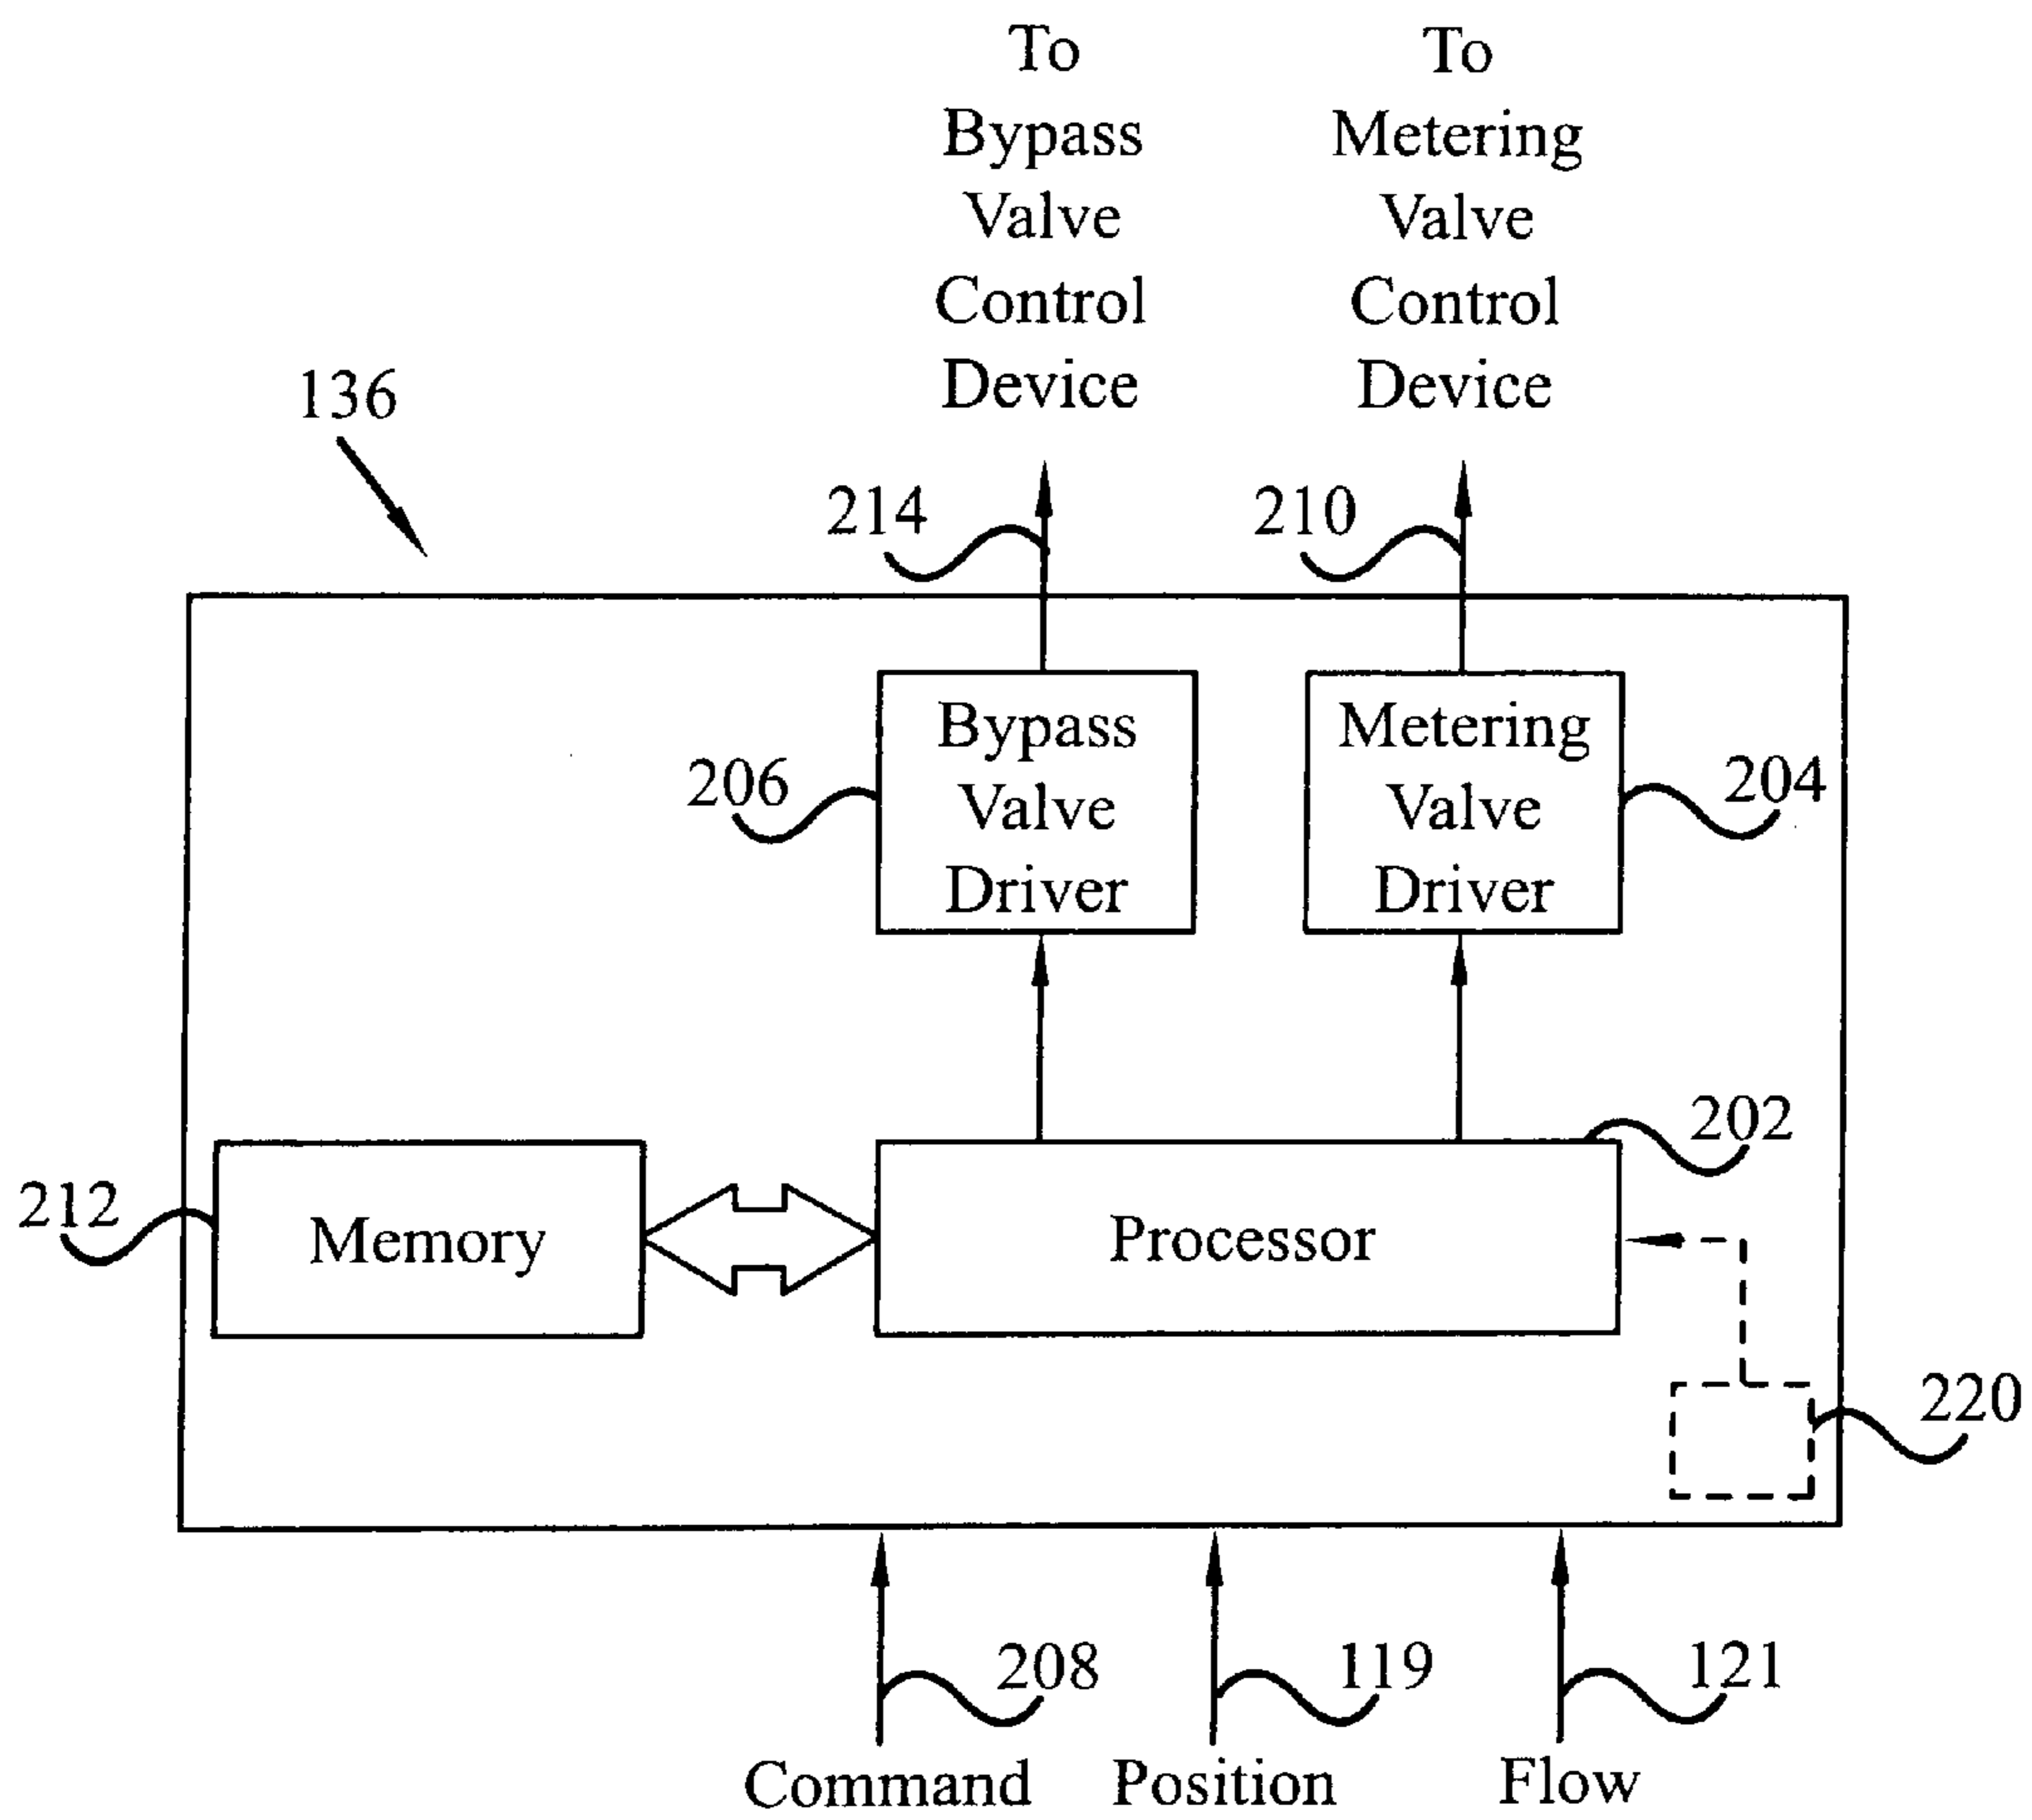 To
Bypass
Valve
Control
Device
To
Metering
Valve
Control
Device
136
214
210
Bypass
Valve
Driver
Metering
Valve
Driver
206
204
202
212
Memory
Processor
220
208
119
121
Command
Position
Flow